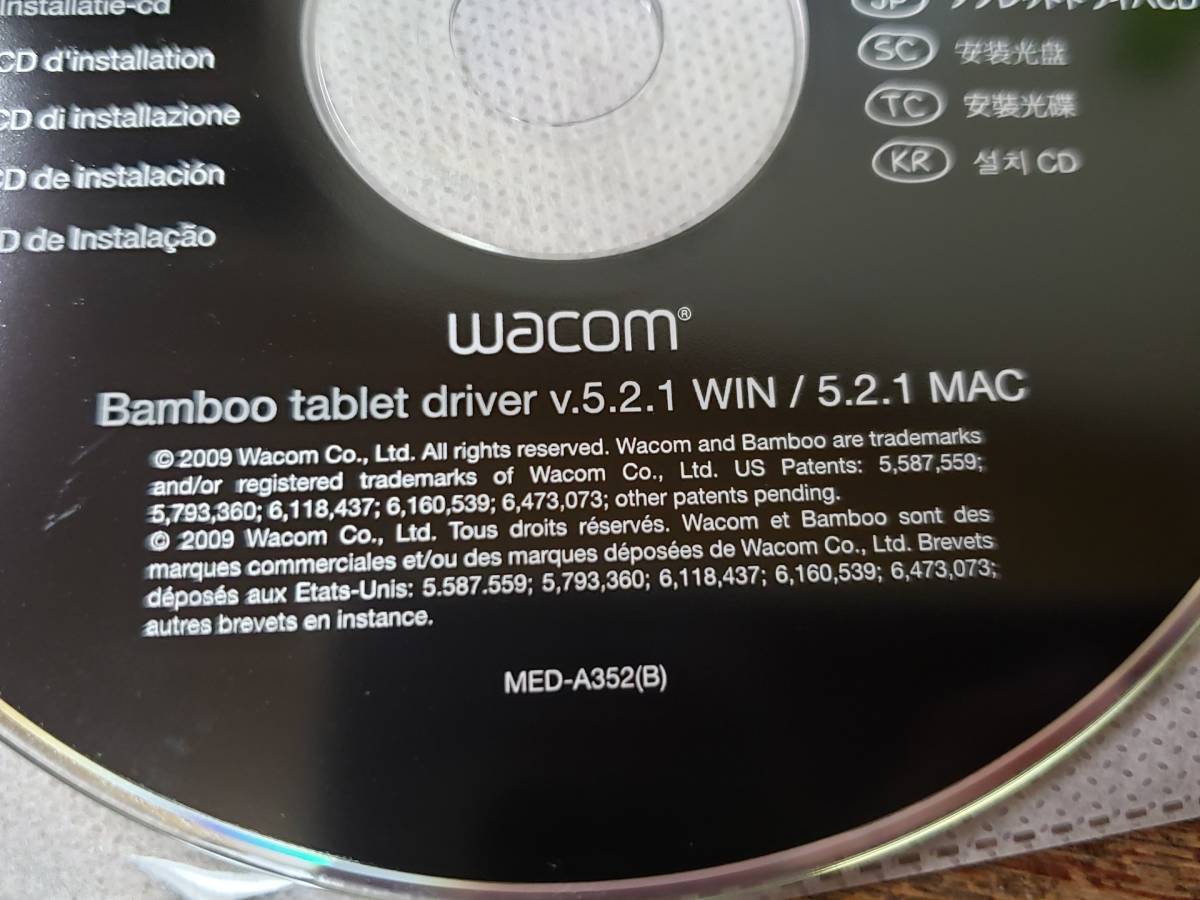 Installatie-cd
CD d'installation
CD di installazione
CD de instalación
D de Instalação
JP
SC 安装光盘
TC 安裝光碟
KR 설치 CD
wacom®
Bamboo tablet driver v.5.2.1 WIN / 5.2.1 MAC
© 2009 Wacom Co., Ltd. All rights reserved. Wacom and Bamboo are trademarks
and/or registered trademarks of Wacom Co., Ltd. US Patents: 5,587,559;
5,793,360; 6,118,437; 6,160,539; 6,473,073; other patents pending.
© 2009 Wacom Co., Ltd. Tous droits réservés. Wacom et Bamboo sont des
marques commerciales et/ou des marques déposées de Wacom Co., Ltd. Brevets
déposés aux Etats-Unis: 5.587.559; 5,793,360; 6,118,437; 6,160,539; 6,473,073;
autres brevets en instance.
MED-A352(B)